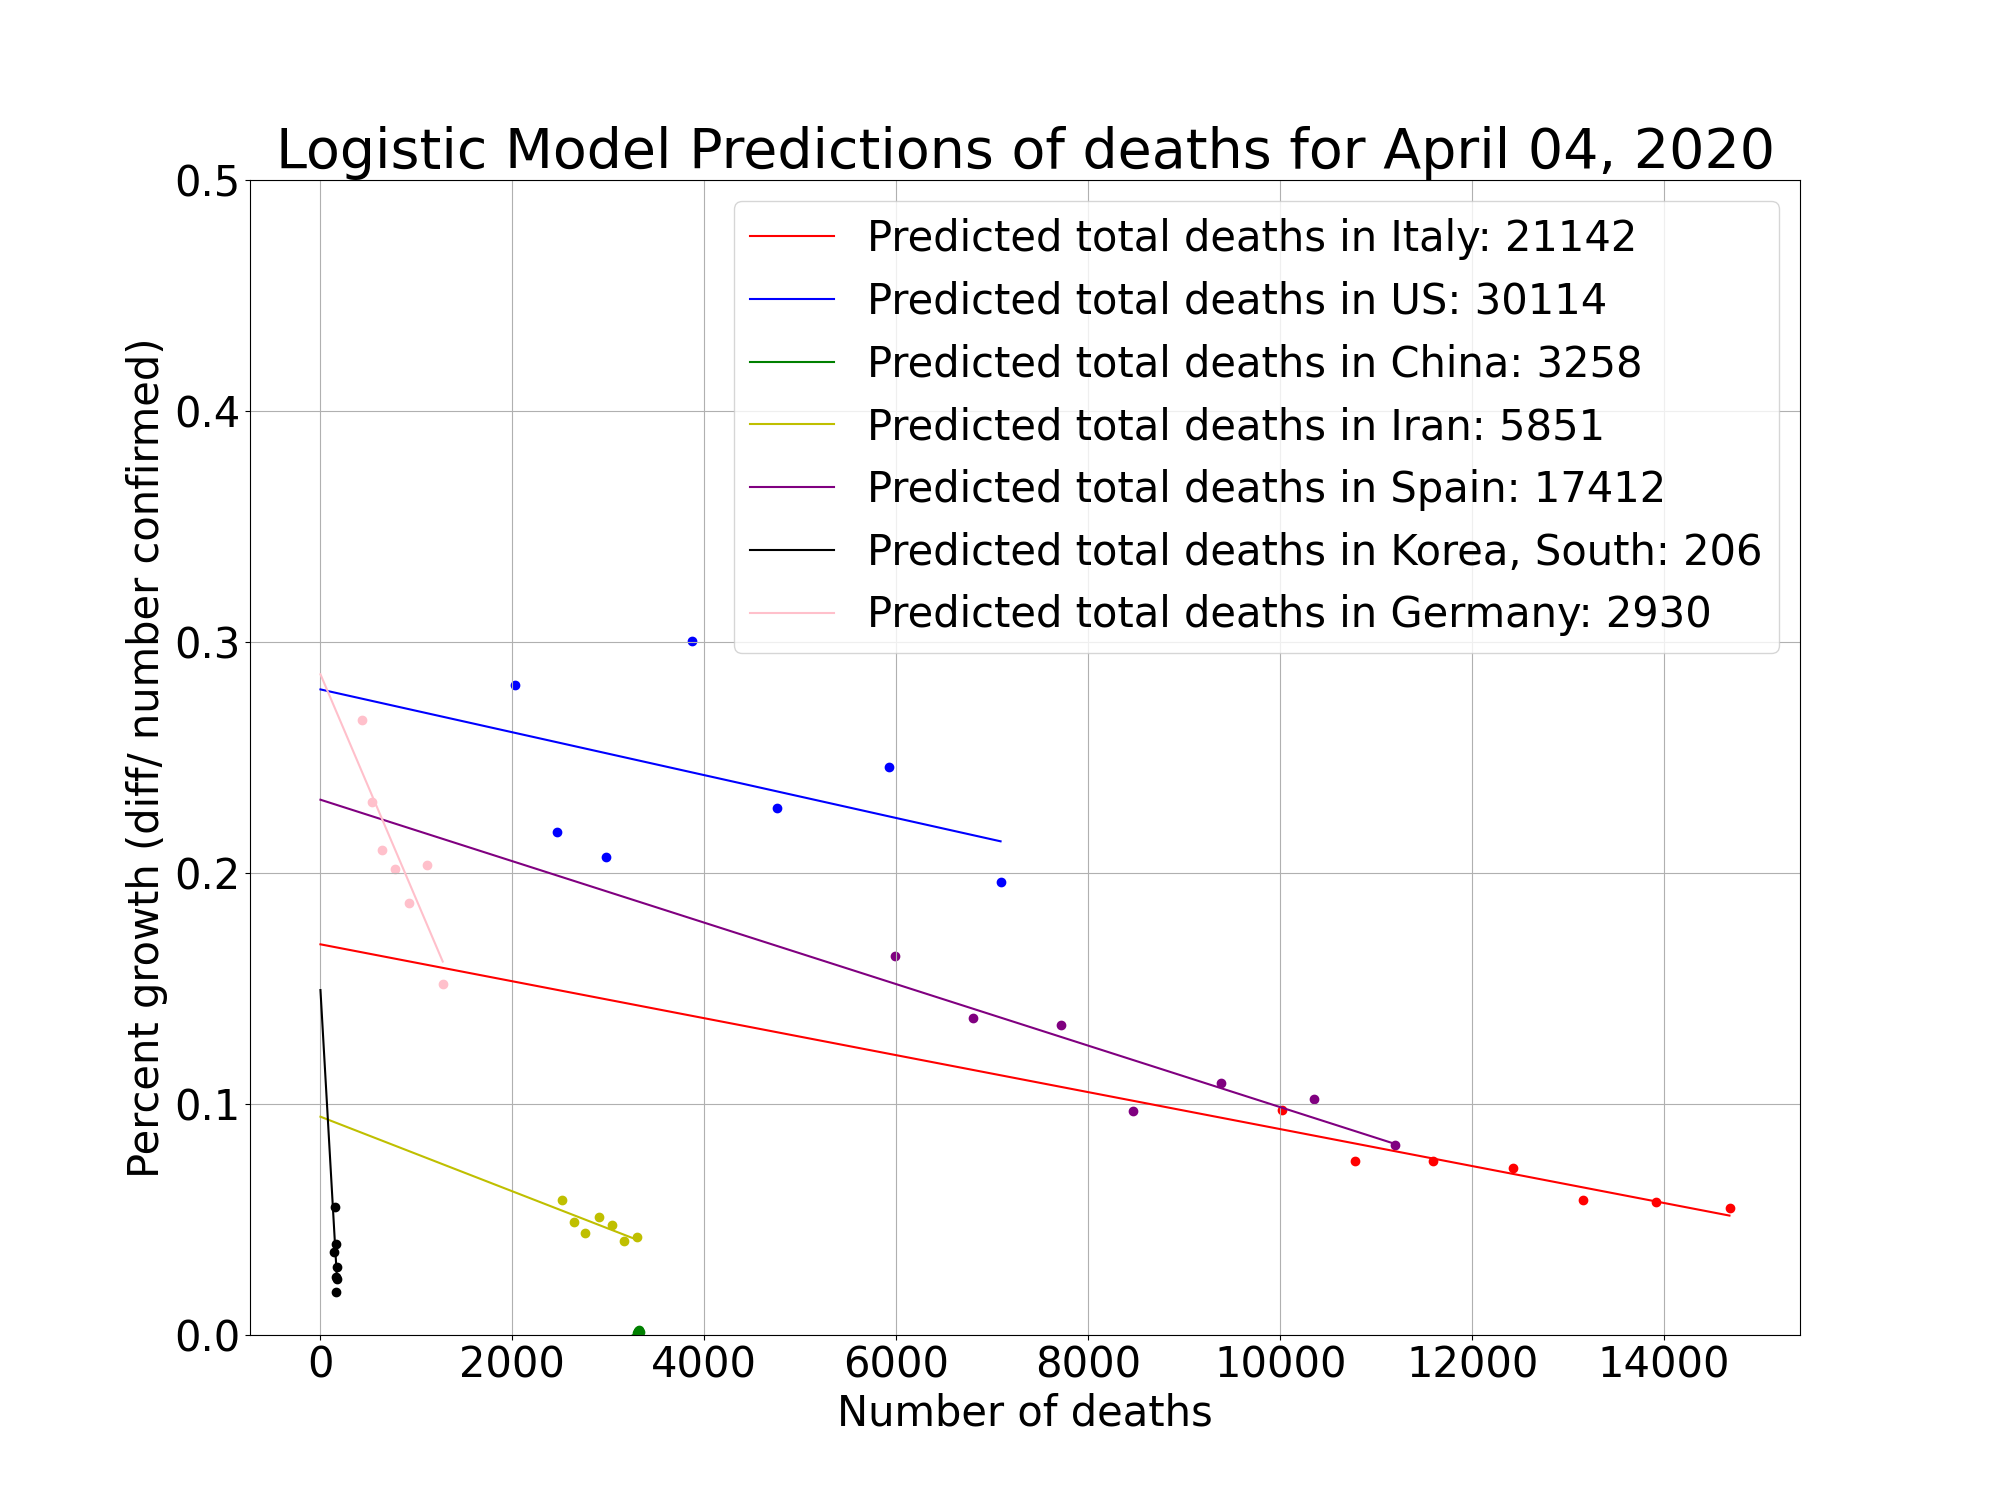 Logistic Model Predictions of deaths for April 04, 2020
0.5
0.4
0.3
0.2
0.1
0.0
Percent growth (diff/ number confirmed)
Predicted total deaths in Italy: 21142
Predicted total deaths in US: 30114
Predicted total deaths in China: 3258
Predicted total deaths in Iran: 5851
Predicted total deaths in Spain: 17412
Predicted total deaths in Korea, South: 206
Predicted total deaths in Germany: 2930
0 2000 4000 6000 8000 10000 12000 14000
Number of deaths